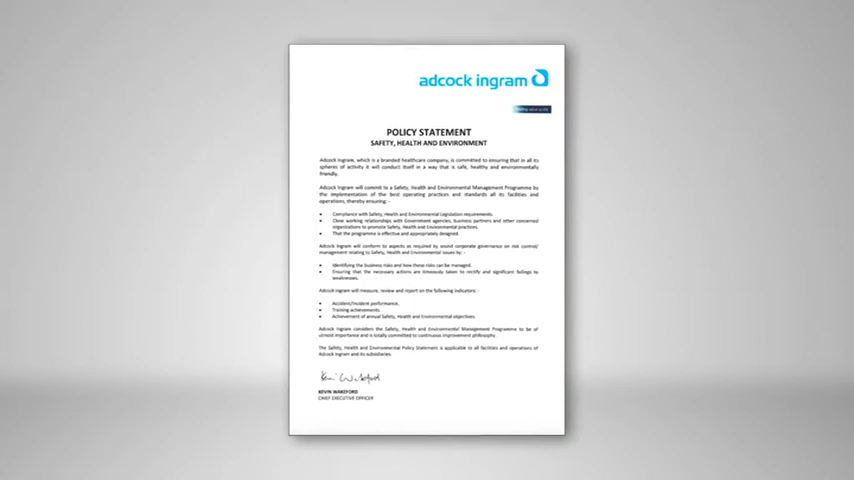 adcock ingram
POLICY STATEMENT
SAFETY, HEALTH AND ENVIRONMENT
Adcock Ingram, which is a branded healthcare company, is committed to ensuring that in all its
spheres of activity it will conduct itself in a way that is safe, healthy and environmentally
friendly.
Adcock Ingram will commit to a Safety, Health and Environmental Management Programme by
the implementation of the best operating practices and standards all its facilities and
operations, thereby ensuring:-
• Compliance with Safety, Health and Environmental Legislation requirements.
• Close working relationships with Government agencies, business partners and other concerned
organisations to promote Safety, Health and Environmental practices.
• That the programme is effective and appropriately designed.
Adcock Ingram will conform to aspects as required by sound corporate governance on risk control/
management relating to Safety, Health and Environmental issues by:-
• Identifying the business risks and how these risks can be managed.
• Ensuring that the necessary actions are timeously taken to rectify and significant failings to
weaknesses.
Adcock Ingram will measure, review and report on the following indicators:-
• Accident/Incident performance.
• Training achievements.
• Achievement of annual Safety, Health and Environmental objectives.
Adcock Ingram considers the Safety, Health and Environmental Management Programme to be of
utmost importance and is totally committed to continuous improvement philosophy.
The Safety, Health and Environmental Policy Statement is applicable to all facilities and operations of
Adcock Ingram and its subsidiaries.
Kevin Wakeford
KEVIN WAKEFORD
CHIEF EXECUTIVE OFFICER